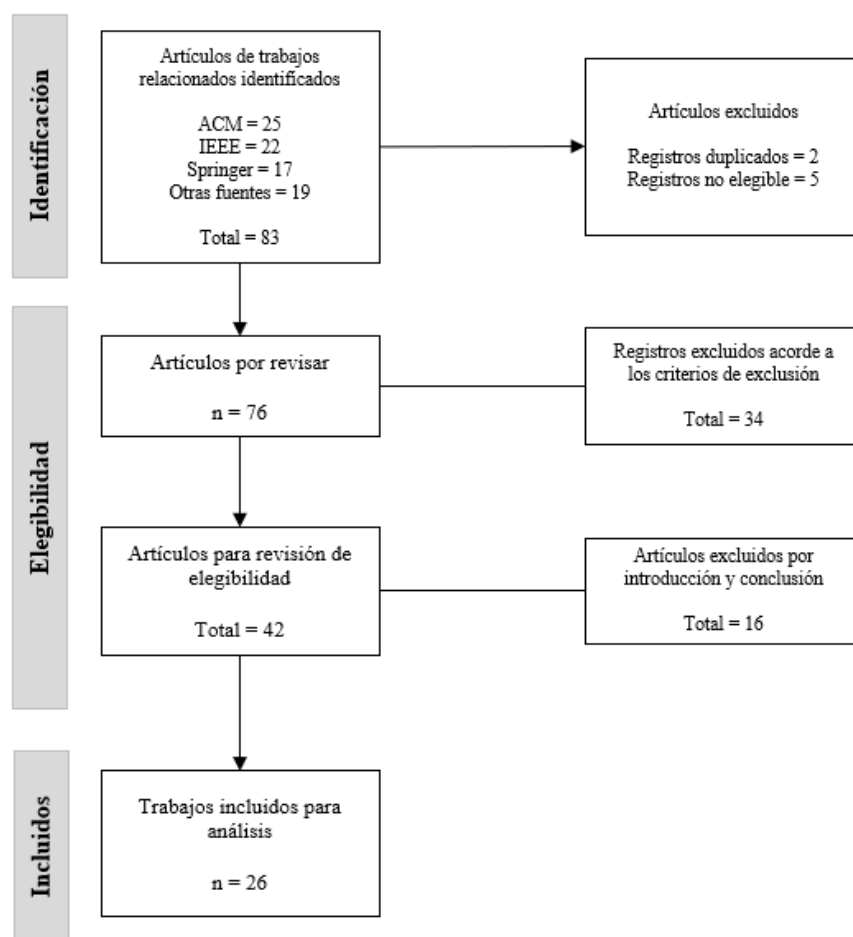 Identificación
Artículos de trabajos
relacionados identificados
ACM = 25
IEEE = 22
Springer = 17
Otras fuentes = 19
Total = 83
Artículos excluidos
Registros duplicados = 2
Registros no elegible = 5
Elegibilidad
Artículos por revisar
n = 76
Registros excluidos acorde a
los criterios de exclusión
Total = 34
Artículos para revisión de
elegibilidad
Total = 42
Artículos excluidos por
introducción y conclusión
Total = 16
Incluidos
Trabajos incluidos para
análisis
n = 26